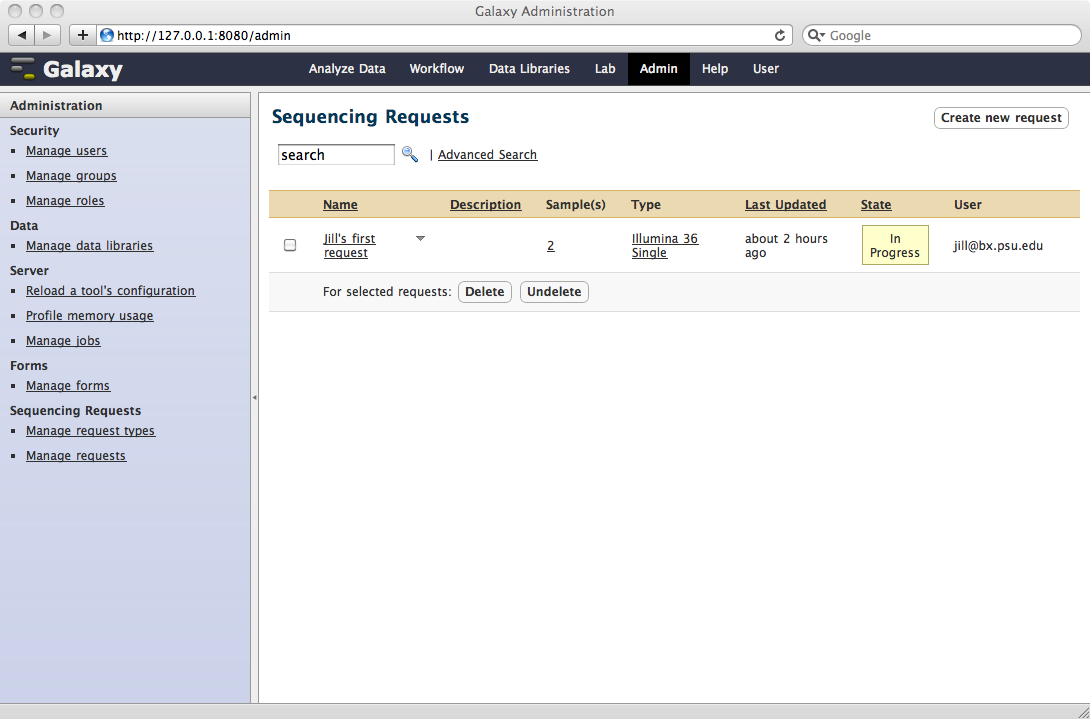 Galaxy Administration
http://127.0.0.1:8080/admin
Google
Galaxy
Analyze Data
Workflow
Data Libraries
Lab
Admin
Help
User
Administration
Security
Manage users
Manage groups
Manage roles
Data
Manage data libraries
Server
Reload a tool's configuration
Profile memory usage
Manage jobs
Forms
Manage forms
Sequencing Requests
Manage request types
Manage requests
Sequencing Requests
Create new request
search
| Advanced Search
Name Description Sample(s) Type Last Updated State User
Jill's first
request
2
Illumina 36
Single
about 2 hours
ago
In
Progress
jill@bx.psu.edu
For selected requests: Delete Undelete